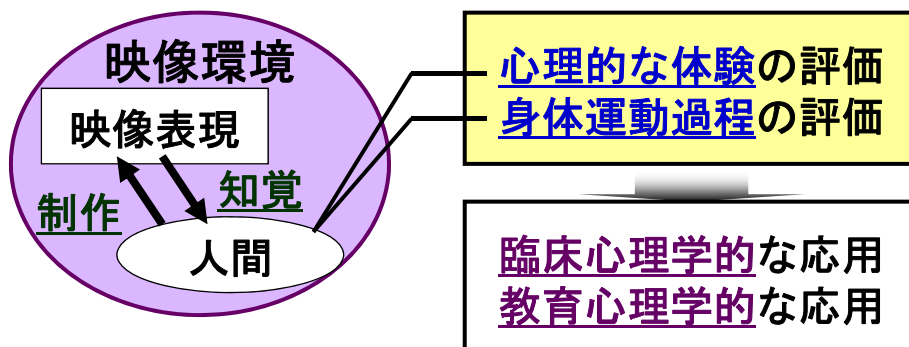 映像環境
映像表現
制作
知覚
人間
心理的な体験の評価
身体運動過程の評価
臨床心理学的な応用
教育心理学的な応用